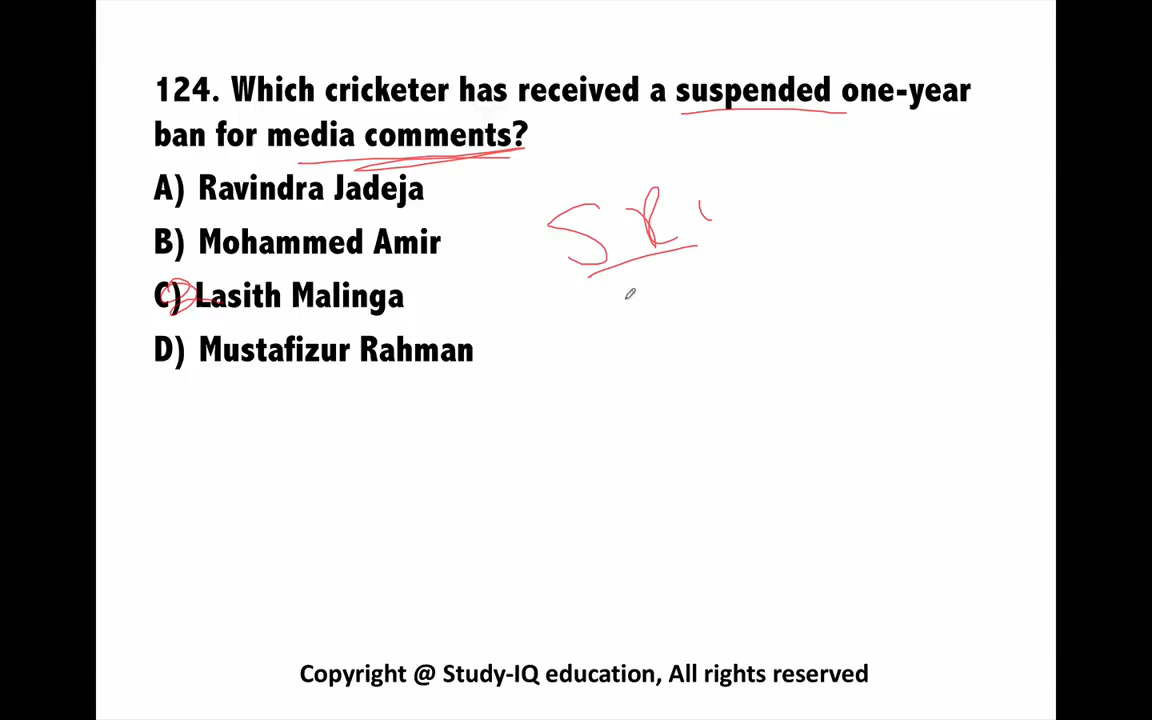 124. Which cricketer has received a suspended one-year
ban for media comments?
A) Ravindra Jadeja
SR
B) Mohammed Amir
C) Lasith Malinga
D) Mustafizur Rahman
Copyright @ Study-IQ education, All rights reserved